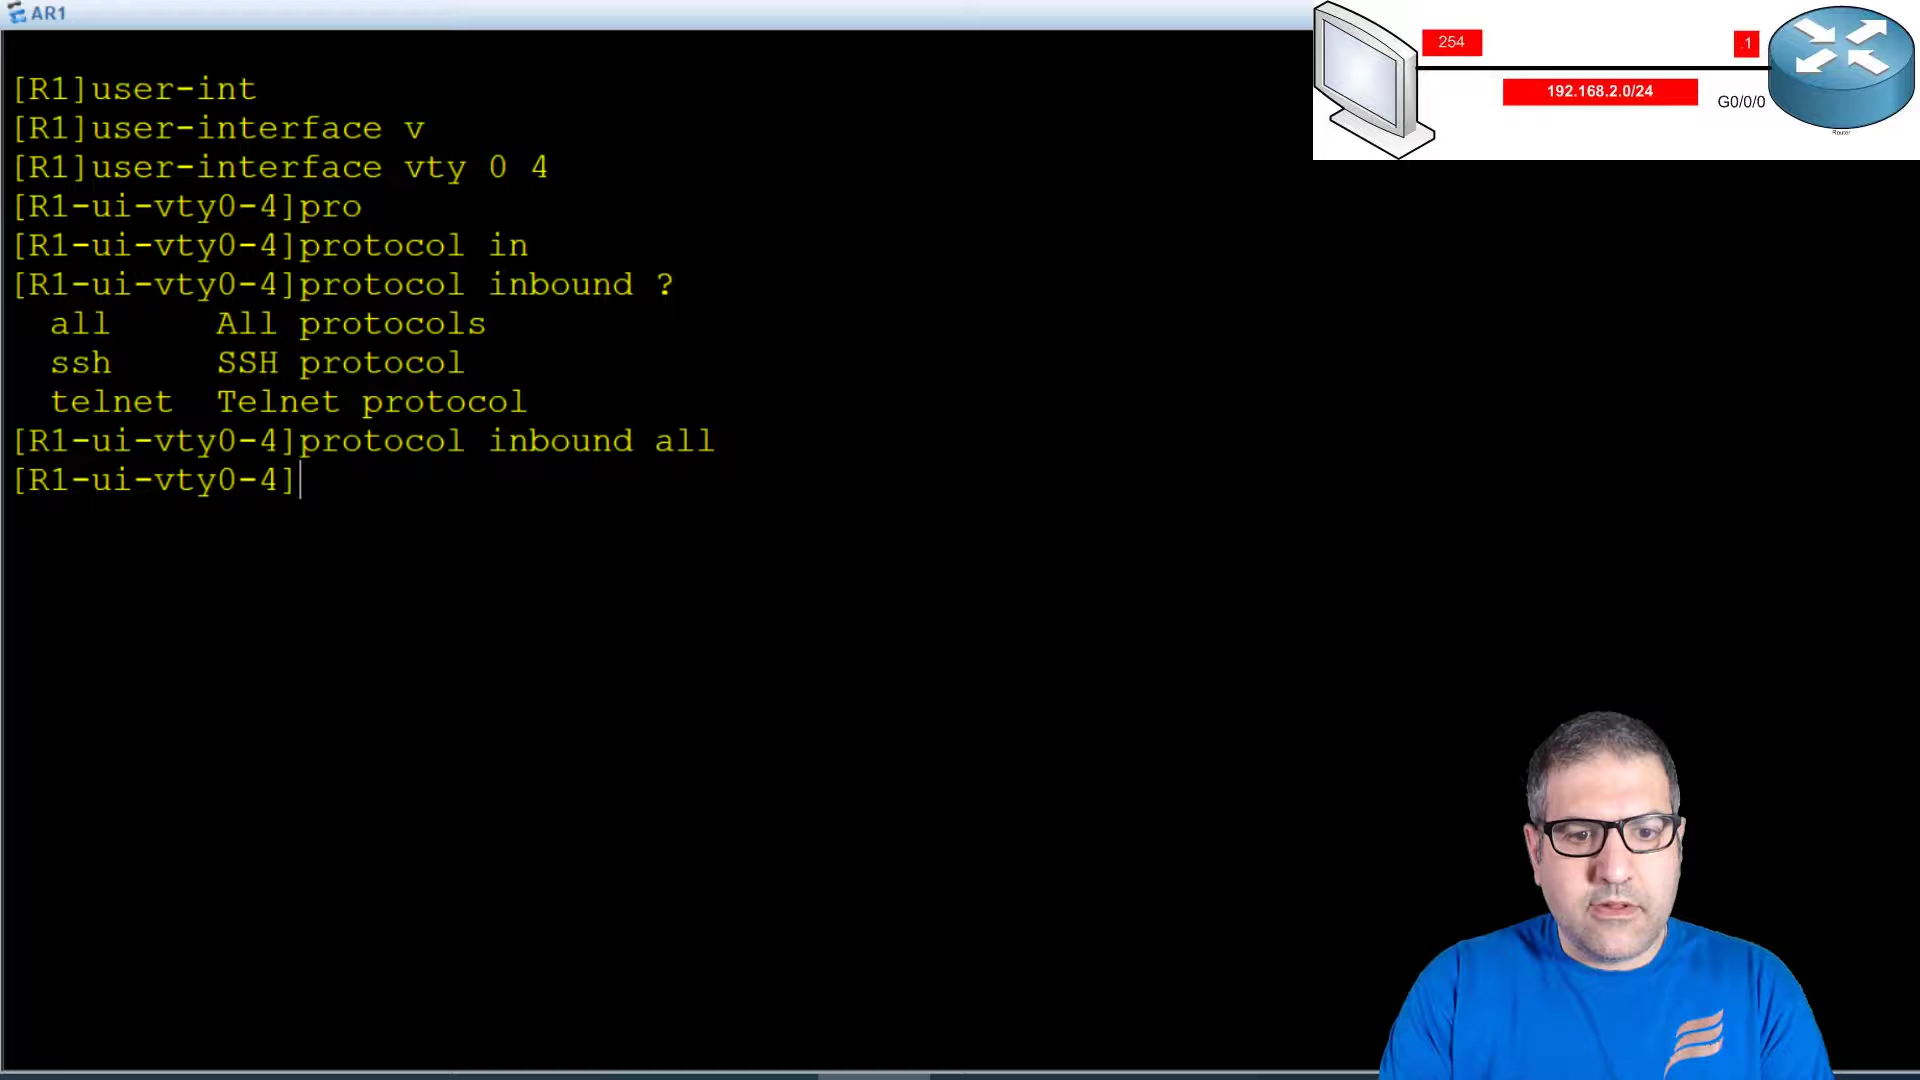 AR1
[R1]user-int
[R1]user-interface v
[R1]user-interface vty 0 4
[R1-ui-vty0-4]pro
[R1-ui-vty0-4]protocol in
[R1-ui-vty0-4]protocol inbound ?
all All protocols
ssh SSH protocol
telnet Telnet protocol
[R1-ui-vty0-4]protocol inbound all
[R1-ui-vty0-4]
254
.1
192.168.2.0/24
G0/0/0
Router